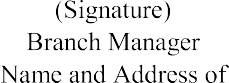 (Signature)
Branch Manager
Name and Address of